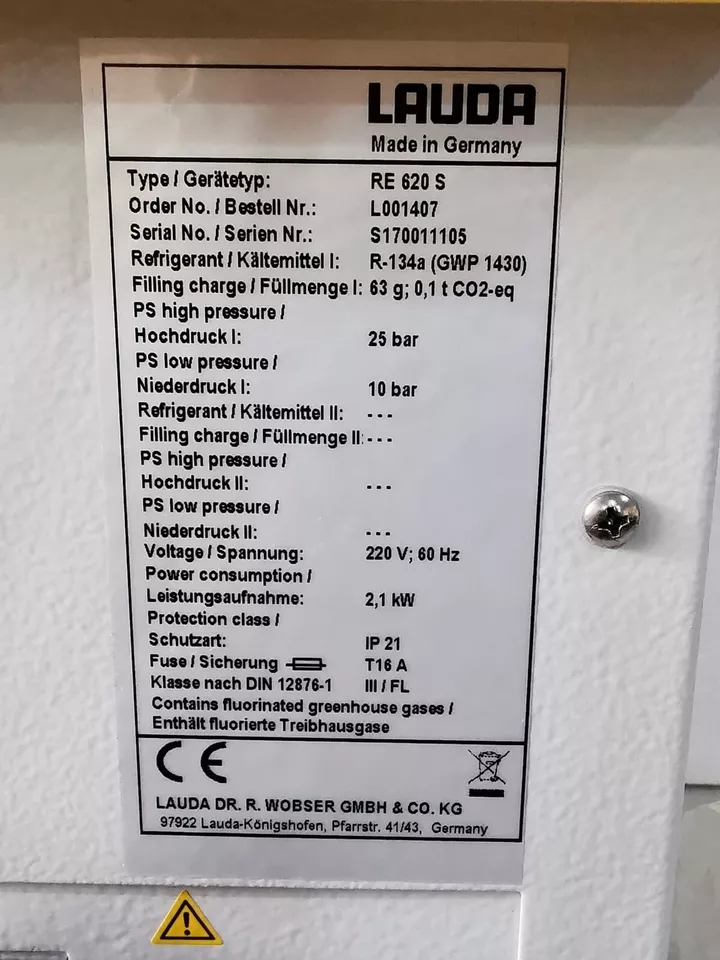 LAUDA
Made in Germany
Type / Gerätetyp: RE 620 S
Order No. / Bestell Nr.: L001407
Serial No. / Serien Nr.: S170011105
Refrigerant / Kältemittel I: R-134a (GWP 1430)
Filling charge / Füllmenge I: 63 g; 0,1 t CO2-eq
PS high pressure /
Hochdruck I: 25 bar
PS low pressure /
Niederdruck I: 10 bar
Refrigerant / Kältemittel II: - - -
Filling charge / Füllmenge II: - - -
PS high pressure /
Hochdruck II: - - -
PS low pressure /
Niederdruck II: - - -
Voltage / Spannung: 220 V; 60 Hz
Power consumption /
Leistungsaufnahme: 2,1 kW
Protection class /
Schutzart: IP 21
Fuse / Sicherung T16 A
Klasse nach DIN 12876-1 III / FL
Contains fluorinated greenhouse gases /
Enthält fluorierte Treibhausgase
CE
LAUDA DR. R. WOBSER GMBH & CO. KG
97922 Lauda-Königshofen, Pfarrstr. 41/43, Germany